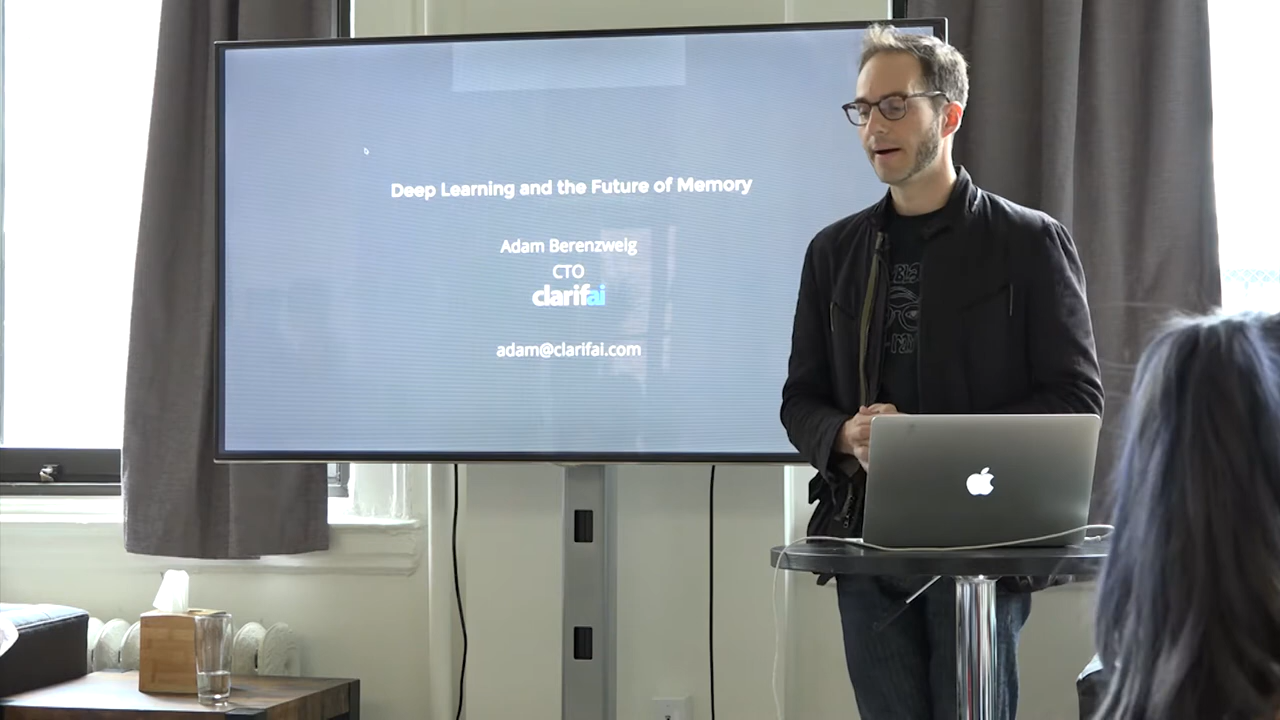 Deep Learning and the Future of Memory
Adam Berenzweig
CTO
clarifai
adam@clarifai.com